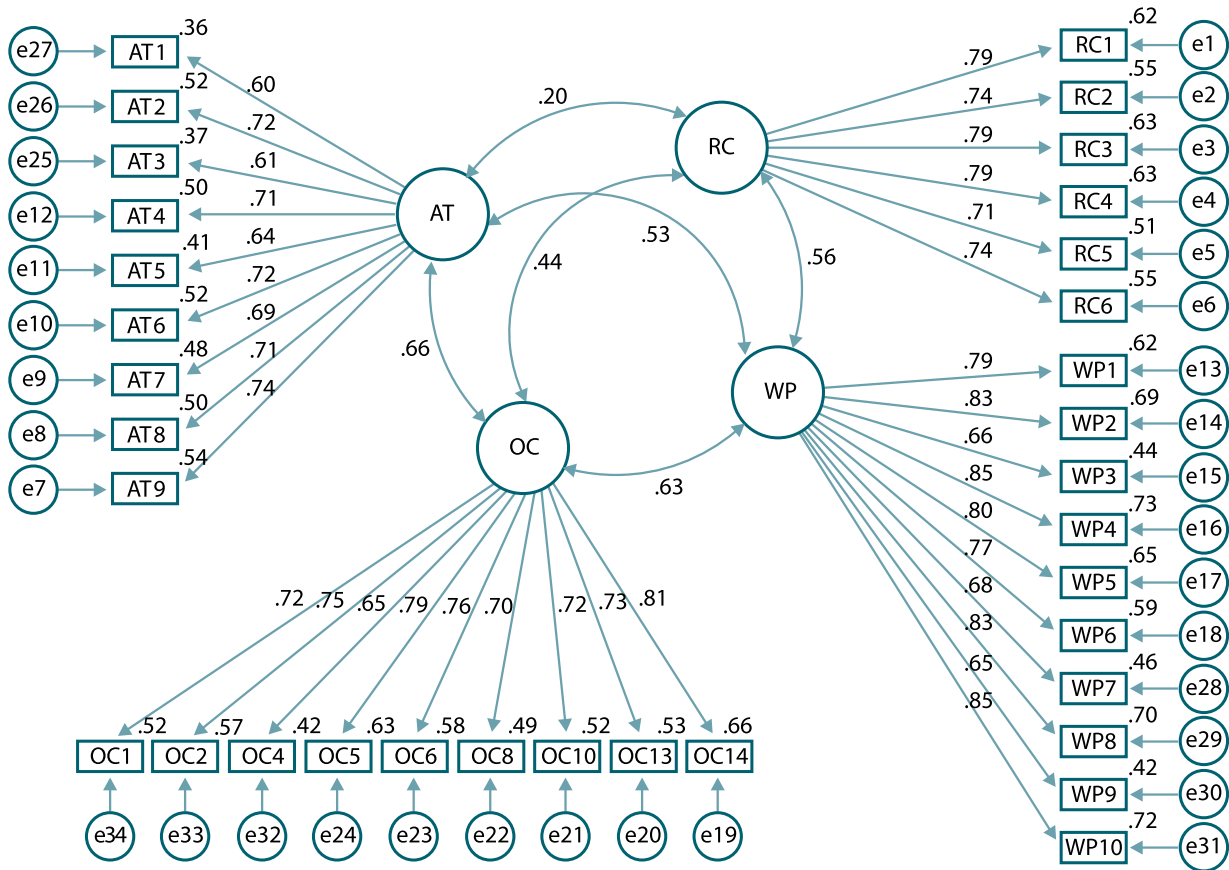 e27 AT1 .36
e26 AT2 .52
e25 AT3 .37
e12 AT4 .50
e11 AT5 .41
e10 AT6 .52
e9 AT7 .48
e8 AT8 .50
e7 AT9 .54
.60
.72
.61
.71
.64
.72
.69
.71
.74
AT
RC
OC
WP
.20
.44
.53
.56
.66
.63
.79
.74
.79
.79
.71
.74
RC1 .62 e1
RC2 .55 e2
RC3 .63 e3
RC4 .63 e4
RC5 .51 e5
RC6 .55 e6
.79
.83
.66
.85
.80
.77
.68
.83
.65
.85
WP1 .62 e13
WP2 .69 e14
WP3 .44 e15
WP4 .73 e16
WP5 .65 e17
WP6 .59 e18
WP7 .46 e28
WP8 .70 e29
WP9 .42 e30
WP10 .72 e31
.72 .75 .65 .79 .76 .70 .72 .73 .81
.52 .57 .42 .63 .58 .49 .52 .53 .66
OC1 OC2 OC4 OC5 OC6 OC8 OC10 OC13 OC14
e34 e33 e32 e24 e23 e22 e21 e20 e19